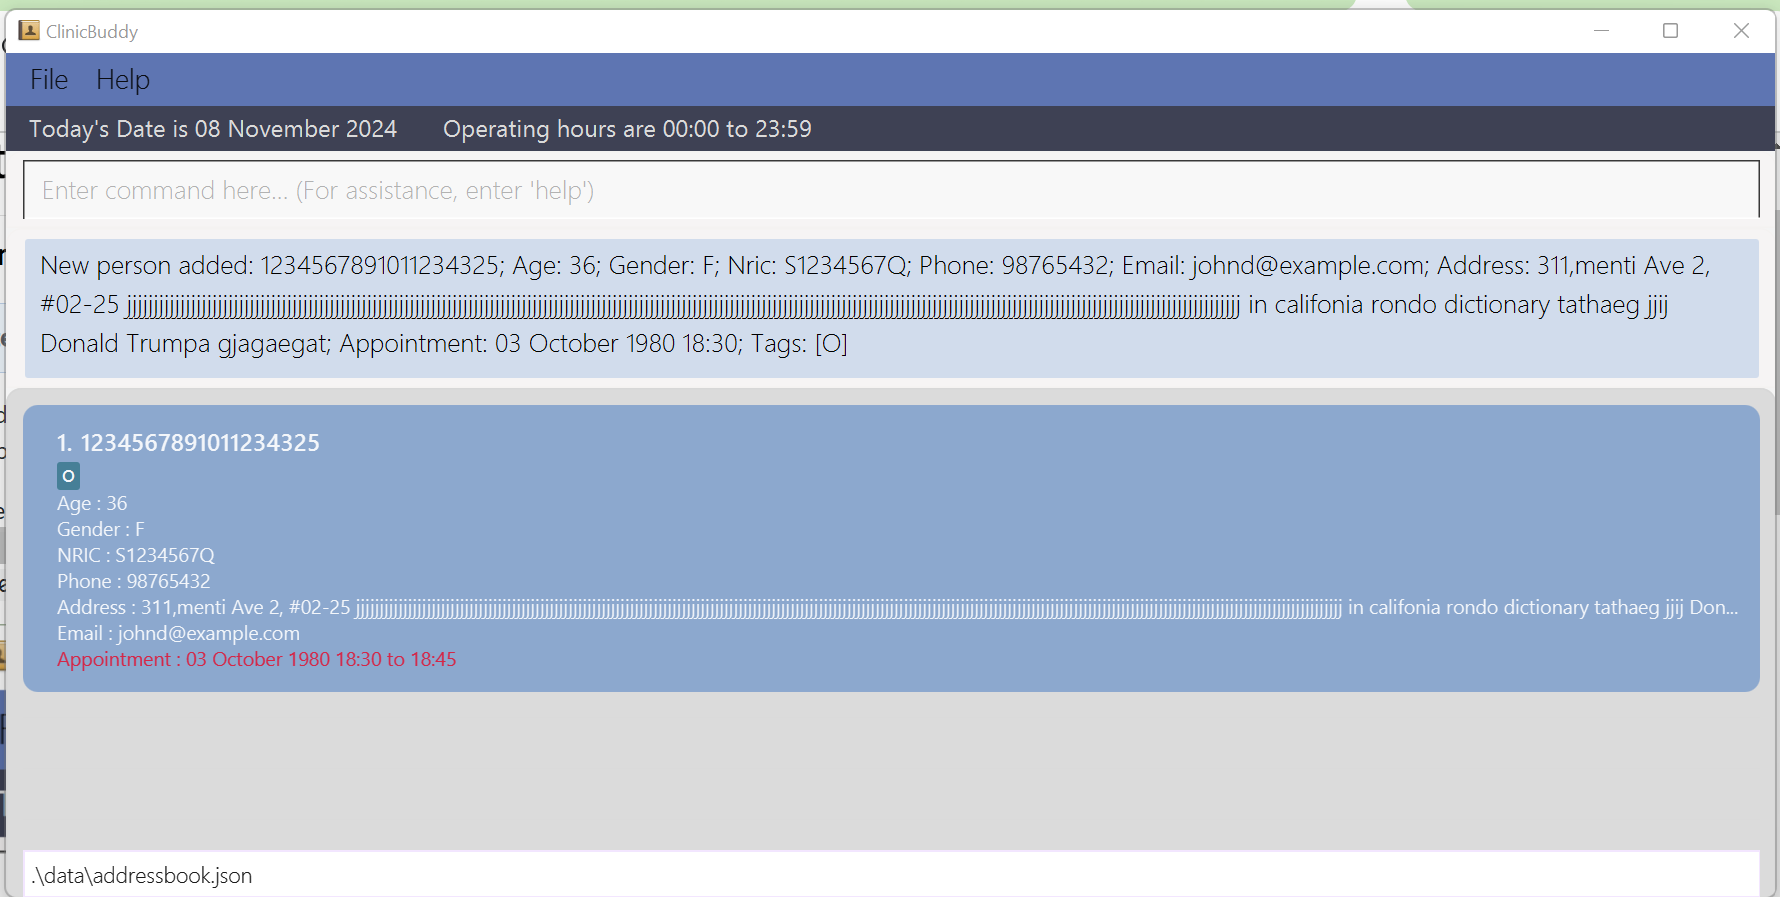 ClinicBuddy
File Help
Today's Date is 08 November 2024 Operating hours are 00:00 to 23:59
Enter command here... (For assistance, enter 'help')
New person added: 1234567891011234325; Age: 36; Gender: F; Nric: S1234567Q; Phone: 98765432; Email: johnd@example.com; Address: 311,menti Ave 2,
#02-25 in califonia rondo dictionary tathaeg jjij
Donald Trumpa gjagaegat; Appointment: 03 October 1980 18:30; Tags: [O]
1. 1234567891011234325
O
Age : 36
Gender : F
NRIC : S1234567Q
Phone : 98765432
Address : 311,menti Ave 2, #02-25 in califonia rondo dictionary tathaeg jjij Don...
Email : johnd@example.com
Appointment : 03 October 1980 18:30 to 18:45
.\data\addressbook.json